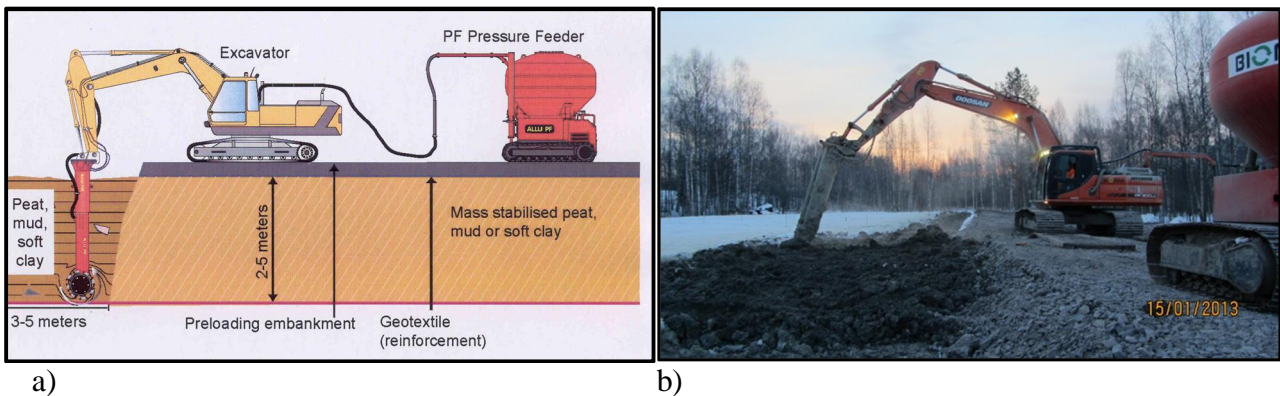 Excavator
PF Pressure Feeder
ALLU PF
Peat,
mud,
soft
clay
2-5 meters
Mass stabilised peat,
mud or soft clay
3-5 meters
Preloading embankment
Geotextile
(reinforcement)
DOOSAN
15/01/2013
a)
b)